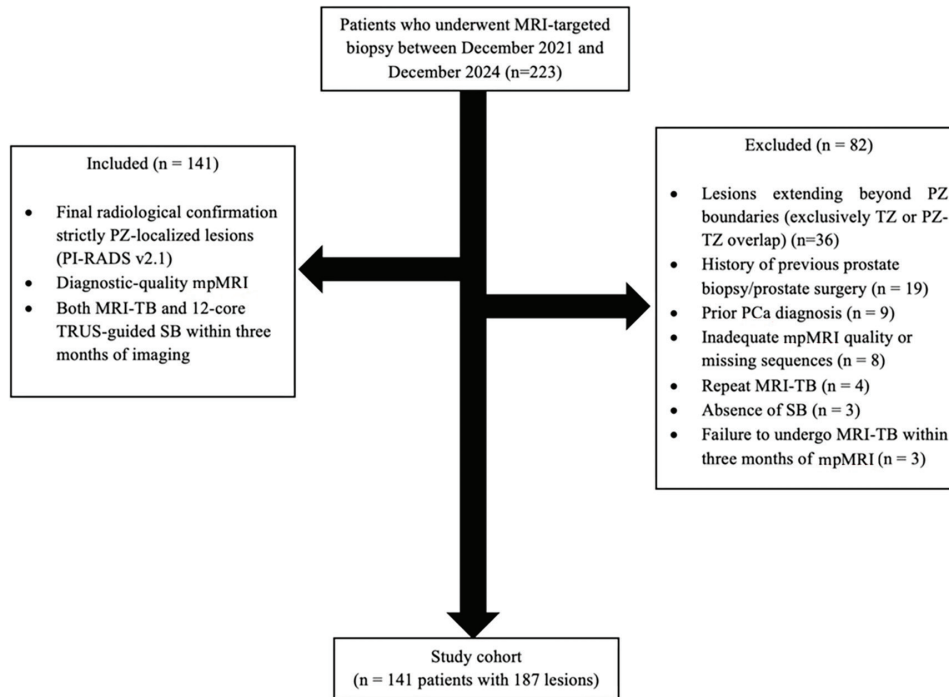 Patients who underwent MRI-targeted
biopsy between December 2021 and
December 2024 (n=223)
Included (n = 141)
• Final radiological confirmation
strictly PZ-localized lesions
(PI-RADS v2.1)
• Diagnostic-quality mpMRI
• Both MRI-TB and 12-core
TRUS-guided SB within three
months of imaging
Excluded (n = 82)
• Lesions extending beyond PZ
boundaries (exclusively TZ or PZ-
TZ overlap) (n=36)
• History of previous prostate
biopsy/prostate surgery (n = 19)
• Prior PCa diagnosis (n = 9)
• Inadequate mpMRI quality or
missing sequences (n = 8)
• Repeat MRI-TB (n = 4)
• Absence of SB (n = 3)
• Failure to undergo MRI-TB within
three months of mpMRI (n = 3)
Study cohort
(n = 141 patients with 187 lesions)